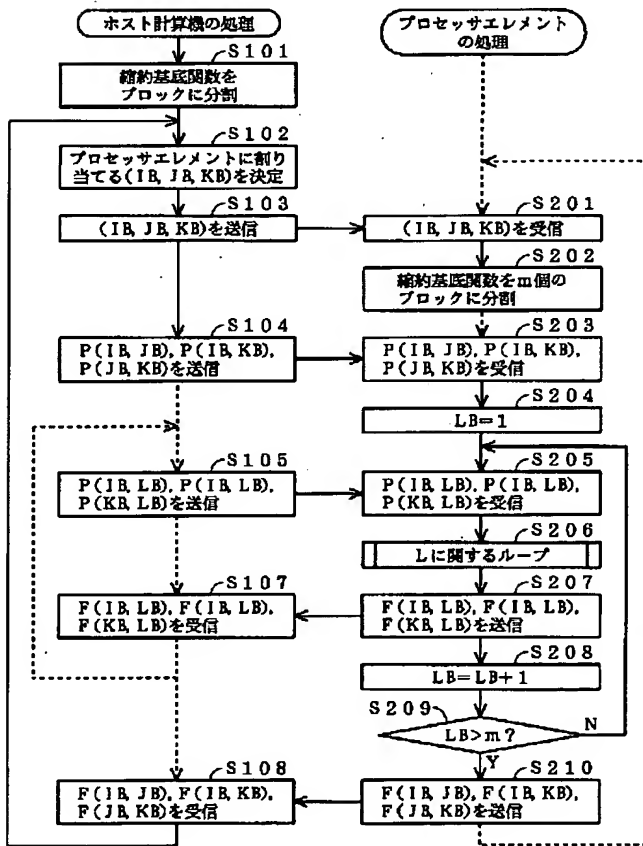 ホスト計算機の処理
S101
縮約基底関数を
ブロックに分割
S102
プロセッサエレメントに割り
当てる(IB, JB, KB)を決定
S103
(IB, JB, KB)を送信
S104
P(IB, JB), P(IB, KB),
P(JB, KB)を送信
S105
P(IB, LB), P(JB, LB),
P(KB, LB)を送信
S107
F(IB, LB), F(JB, LB),
F(KB, LB)を受信
S108
F(IB, JB), F(IB, KB),
F(JB, KB)を受信
プロセッサエレメント
の処理
S201
(IB, JB, KB)を受信
S202
縮約基底関数をm個の
ブロックに分割
S203
P(IB, JB), P(IB, KB),
P(JB, KB)を受信
S204
LB=1
S205
P(IB, LB), P(JB, LB),
P(KB, LB)を受信
S206
Lに関するループ
S207
F(IB, LB), F(JB, LB),
F(KB, LB)を送信
S208
LB=LB+1
S209
LB>m?
N
Y
S210
F(IB, JB), F(IB, KB),
F(JB, KB)を送信